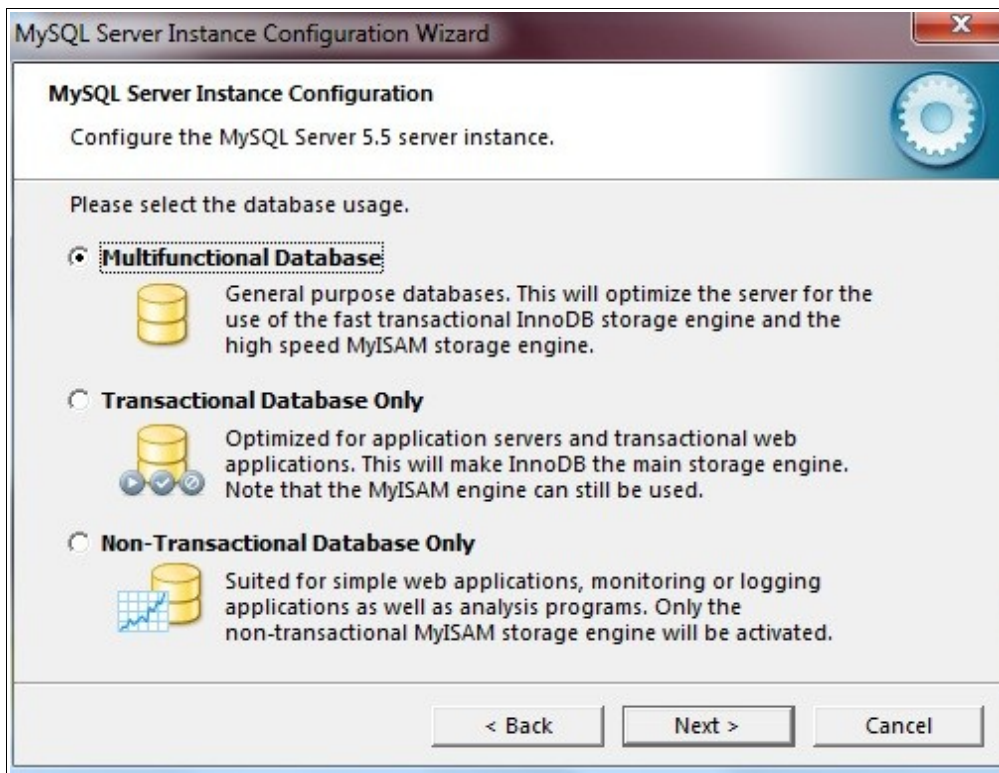 MySQL Server Instance Configuration Wizard
MySQL Server Instance Configuration
Configure the MySQL Server 5.5 server instance.
Please select the database usage.
Multifunctional Database
General purpose databases. This will optimize the server for the
use of the fast transactional InnoDB storage engine and the
high speed MyISAM storage engine.
Transactional Database Only
Optimized for application servers and transactional web
applications. This will make InnoDB the main storage engine.
Note that the MyISAM engine can still be used.
Non-Transactional Database Only
Suited for simple web applications, monitoring or logging
applications as well as analysis programs. Only the
non-transactional MyISAM storage engine will be activated.
< Back Next > Cancel